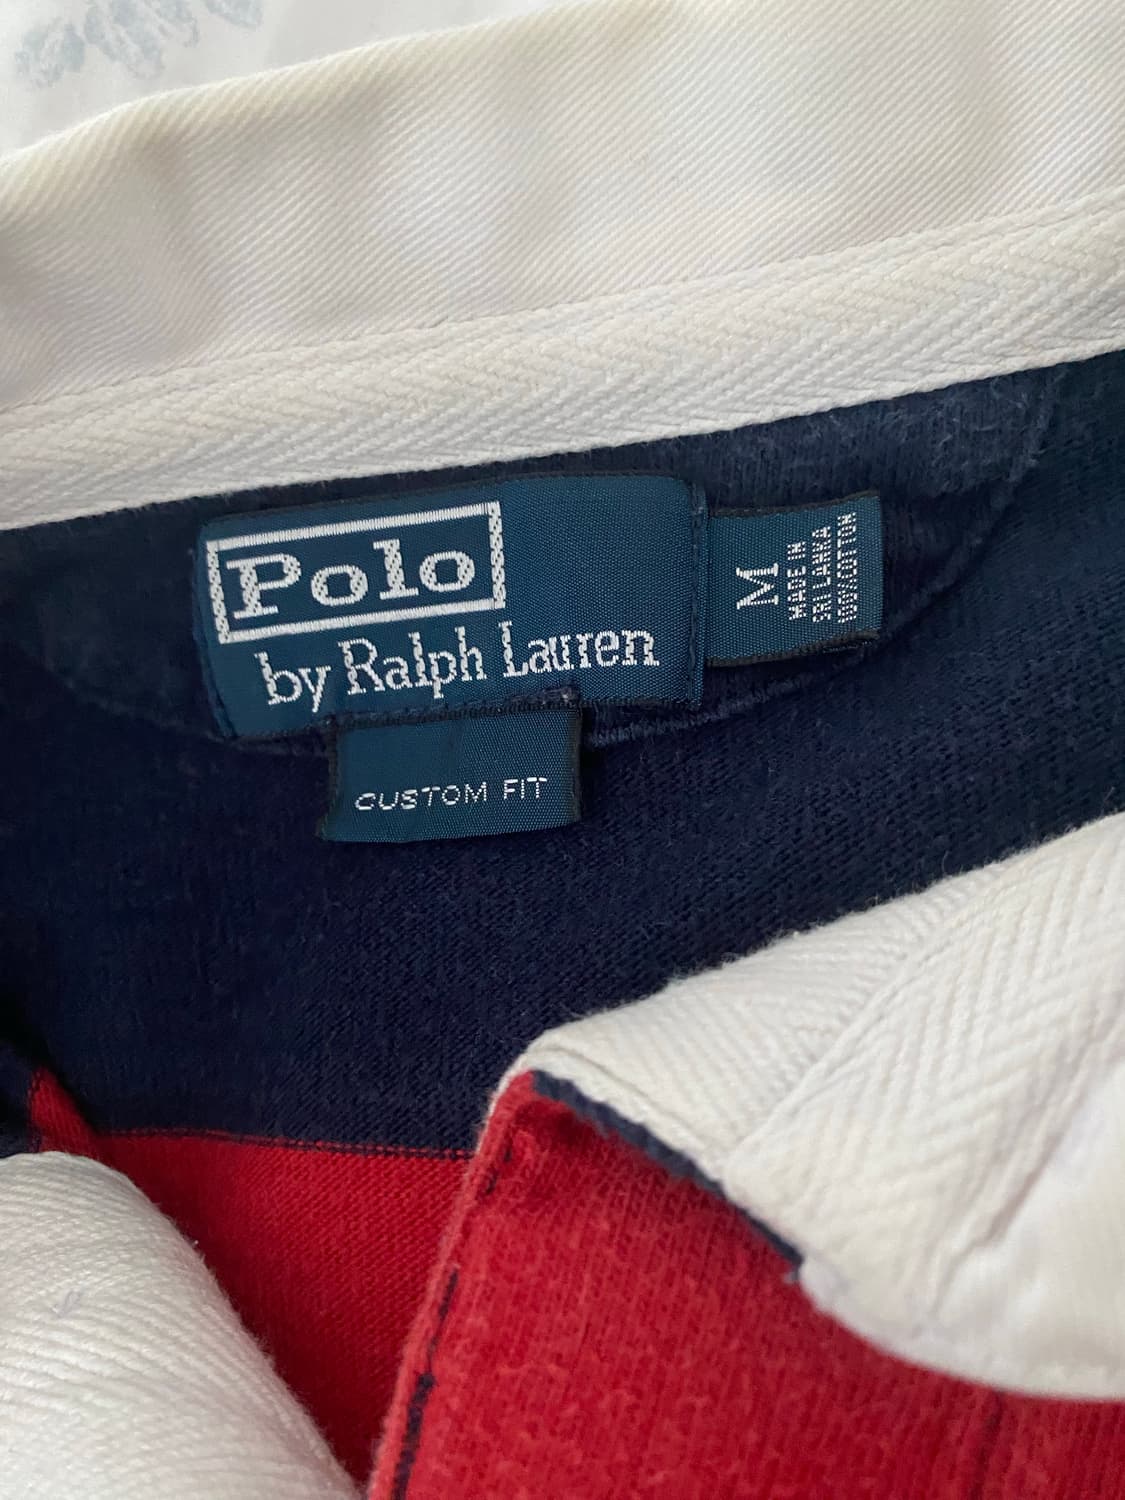 Polo
by Ralph Lauren
M
MADE IN
SRI LANKA
100%COTTON
CUSTOM FIT